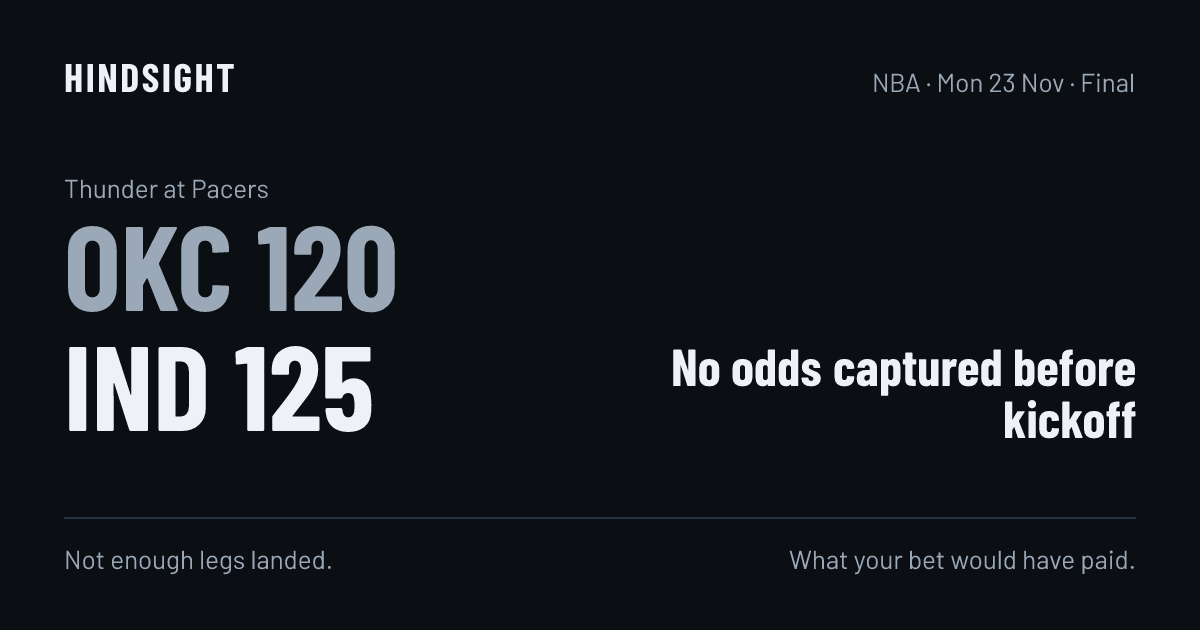 HINDSIGHT
NBA · Mon 23 Nov · Final
Thunder at Pacers
OKC 120
IND 125
No odds captured before
kickoff
Not enough legs landed.
What your bet would have paid.